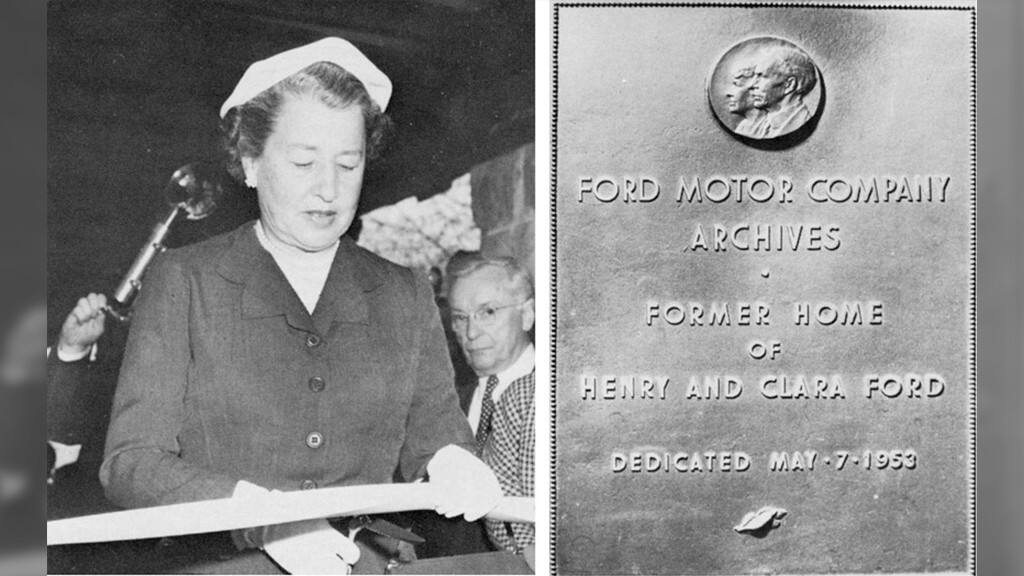 FORD MOTOR COMPANY
ARCHIVES
·
FORMER HOME
OF
HENRY AND CLARA FORD
DEDICATED MAY·7·1953